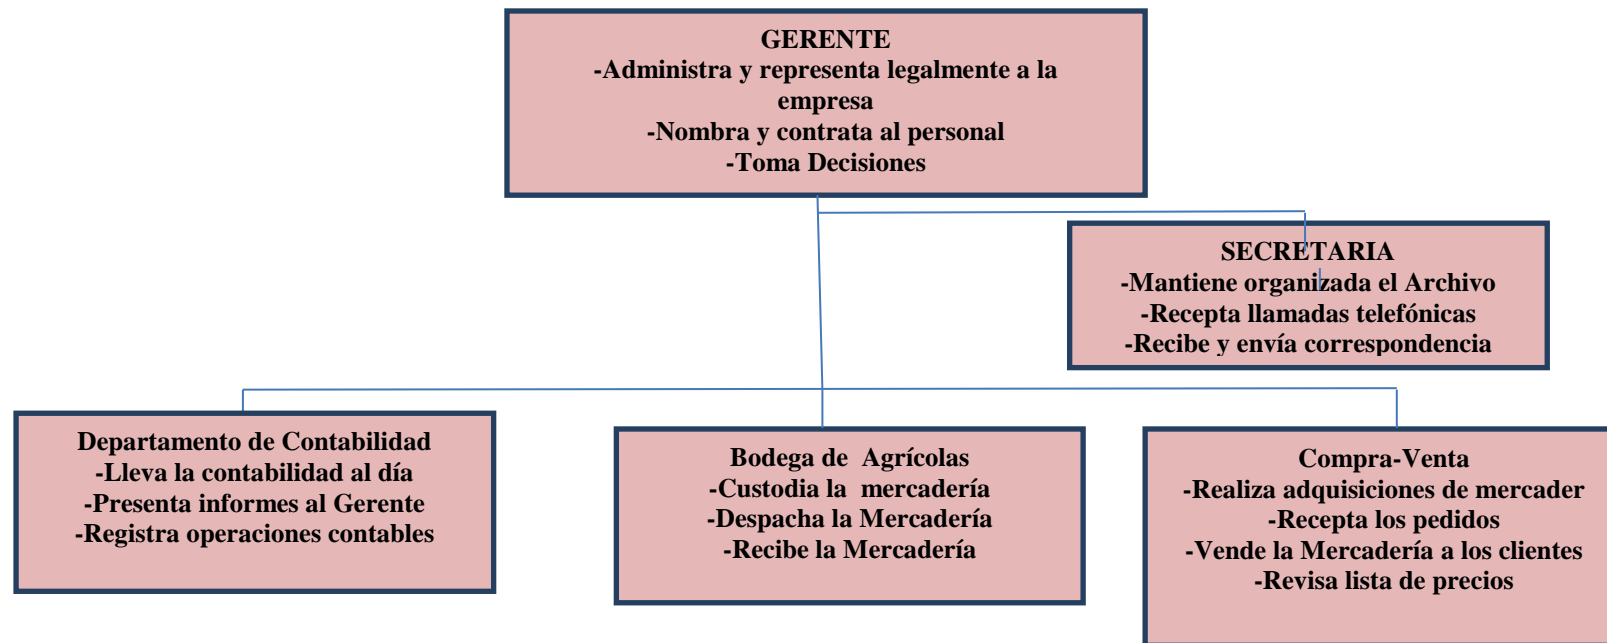 GERENTE
-Administra y representa legalmente a la
empresa
-Nombra y contrata al personal
-Toma Decisiones
SECRETARIA
-Mantiene organizada el Archivo
-Recepta llamadas telefónicas
-Recibe y envía correspondencia
Departamento de Contabilidad
-Lleva la contabilidad al día
-Presenta informes al Gerente
-Registra operaciones contables
Bodega de Agrícolas
-Custodia la mercadería
-Despacha la Mercadería
-Recibe la Mercadería
Compra-Venta
-Realiza adquisiciones de mercader
-Recepta los pedidos
-Vende la Mercadería a los clientes
-Revisa lista de precios